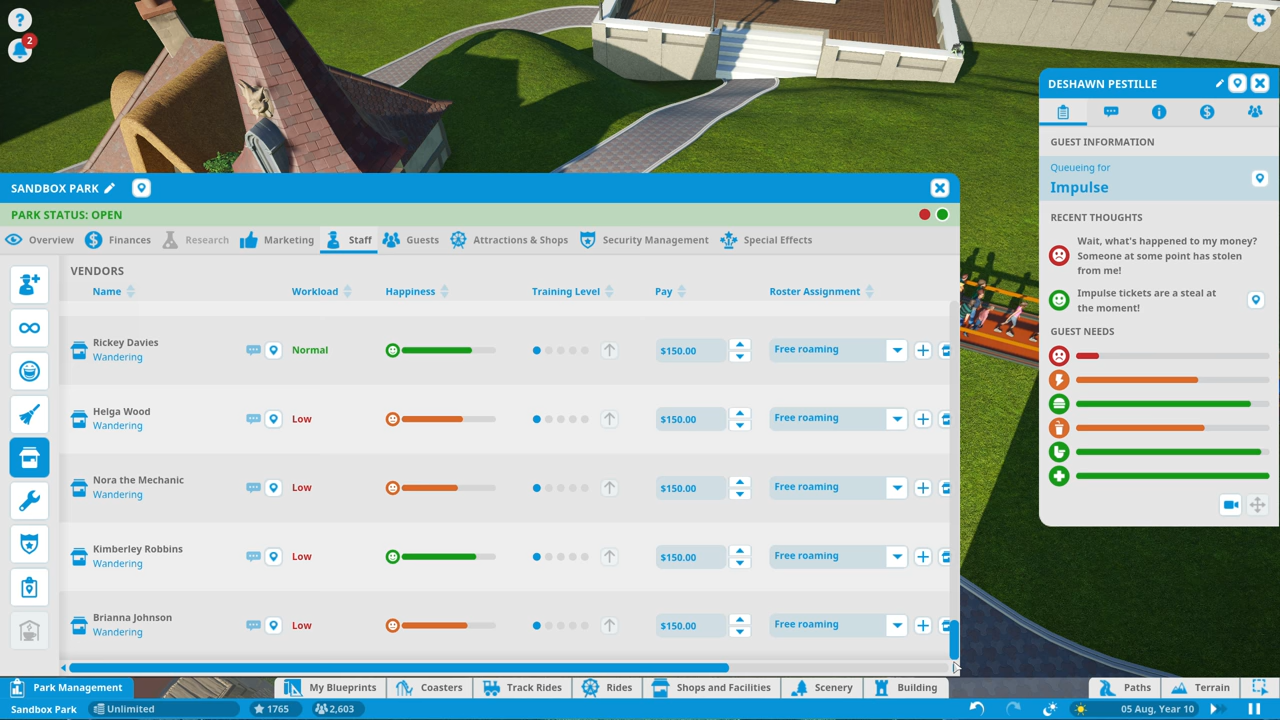 ?
2
DESHAWN PESTILLE
GUEST INFORMATION
Queueing for
Impulse
RECENT THOUGHTS
Wait, what's happened to my money?
Someone at some point has stolen
from me!
Impulse tickets are a steal at
the moment!
GUEST NEEDS
SANDBOX PARK
PARK STATUS: OPEN
Overview
Finances
Research
Marketing
Staff
Guests
Attractions & Shops
Security Management
Special Effects
VENDORS
Name Workload Happiness Training Level Pay Roster Assignment
Rickey Davies
Wandering
Normal
$150.00
Free roaming
Helga Wood
Wandering
Low
$150.00
Free roaming
Nora the Mechanic
Wandering
Low
$150.00
Free roaming
Kimberley Robbins
Wandering
Low
$150.00
Free roaming
Brianna Johnson
Wandering
Low
$150.00
Free roaming
Park Management
My Blueprints
Coasters
Track Rides
Rides
Shops and Facilities
Scenery
Building
Paths
Terrain
Sandbox Park
Unlimited
1765
2,603
05 Aug, Year 10